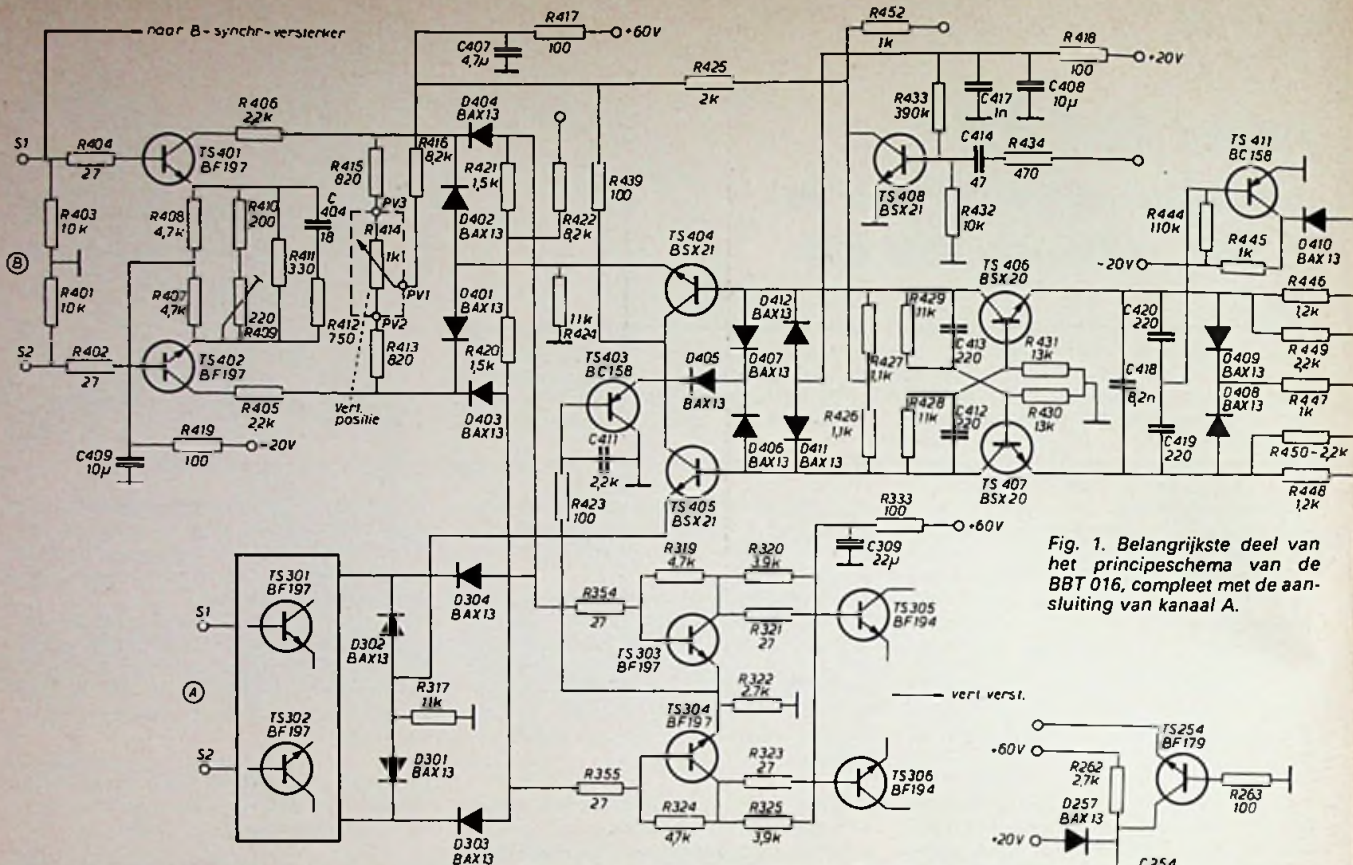 naar B-synchr-versterker
R417
100
+60V
C407
4,7µ
R452
1k
R418
100
+20V
R425
2k
C417
1n
C408
10µ
R433
390k
C414
47
R434
470
R406
2,2k
D404
BAX13
S1
R404
27
TS401
BF197
R415
820
R416
8,2k
R421
1,5k
R439
100
TS408
BSX21
R432
10k
TS411
BC158
R444
110k
R445
1k
-20V
D410
BAX13
R403
10k
R408
4,7k
R410
200
C
404
18
PV3
R414
1k
D402
BAX13
R422
8,2k
TS404
BSX21
TS406
BSX20
R446
1,2k
B
R411
330
PV1
R401
10k
R407
4,7k
220
R409
R412
750
PV2
R413
820
D401
BAX13
11k
R424
R420
1,5k
D412
BAX13
D407
BAX13
R429
11k
C413
220
R427
1,1k
R431
13k
C420
220
C418
8,2n
D409
BAX13
D408
BAX13
R449
2,2k
R447
1k
S2
R402
27
TS402
BF197
TS403
BC158
D405
BAX13
R428
11k
C412
220
R426
1,1k
R430
13k
C419
220
R450-2,2k
R405
2,2k
Vert.
positie
D403
BAX13
C411
2,2k
D406
BAX13
D411
BAX13
TS407
BSX20
R448
1,2k
C409
10µ
R419
100
-20V
R423
100
TS405
BSX21
R333
100
+60V
C309
22µ
Fig. 1. Belangrijkste deel van
het principeschema van de
BBT 016, compleet met de aan-
sluiting van kanaal A.
TS301
BF197
S1
D304
BAX13
D302
BAX13
R354
27
R319
4,7k
R320
3,9k
R321
27
TS305
BF194
TS303
BF197
A
R317
11k
R322
2,7k
vert verst.
TS302
BF197
S2
D301
BAX13
TS304
BF197
R323
27
TS306
BF194
R355
27
R324
4,7k
R325
3,9k
D303
BAX13
TS254
BF179
+60V
R262
2,7k
R263
100
D257
BAX13
+20V
C254